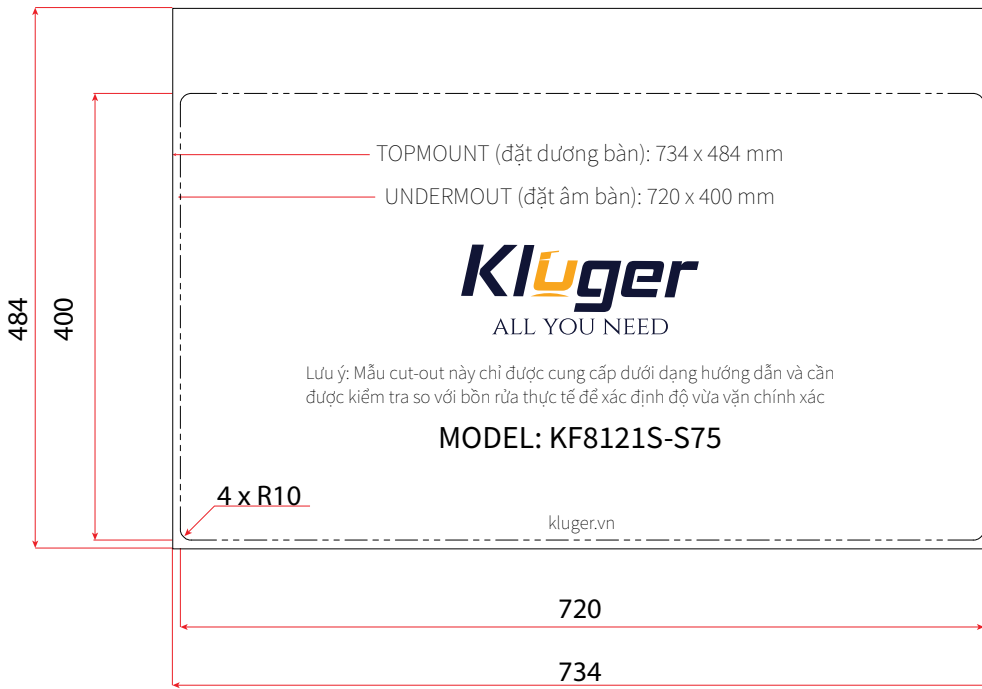 TOPMOUNT (đặt dương bàn): 734 x 484 mm
UNDERMOUT (đặt âm bàn): 720 x 400 mm
Kluger
ALL YOU NEED
484
400
Lưu ý: Mẫu cut-out này chỉ được cung cấp dưới dạng hướng dẫn và cần
được kiểm tra so với bồn rửa thực tế để xác định độ vừa vặn chính xác
MODEL: KF8121S-S75
4 x R10
kluger.vn
720
734